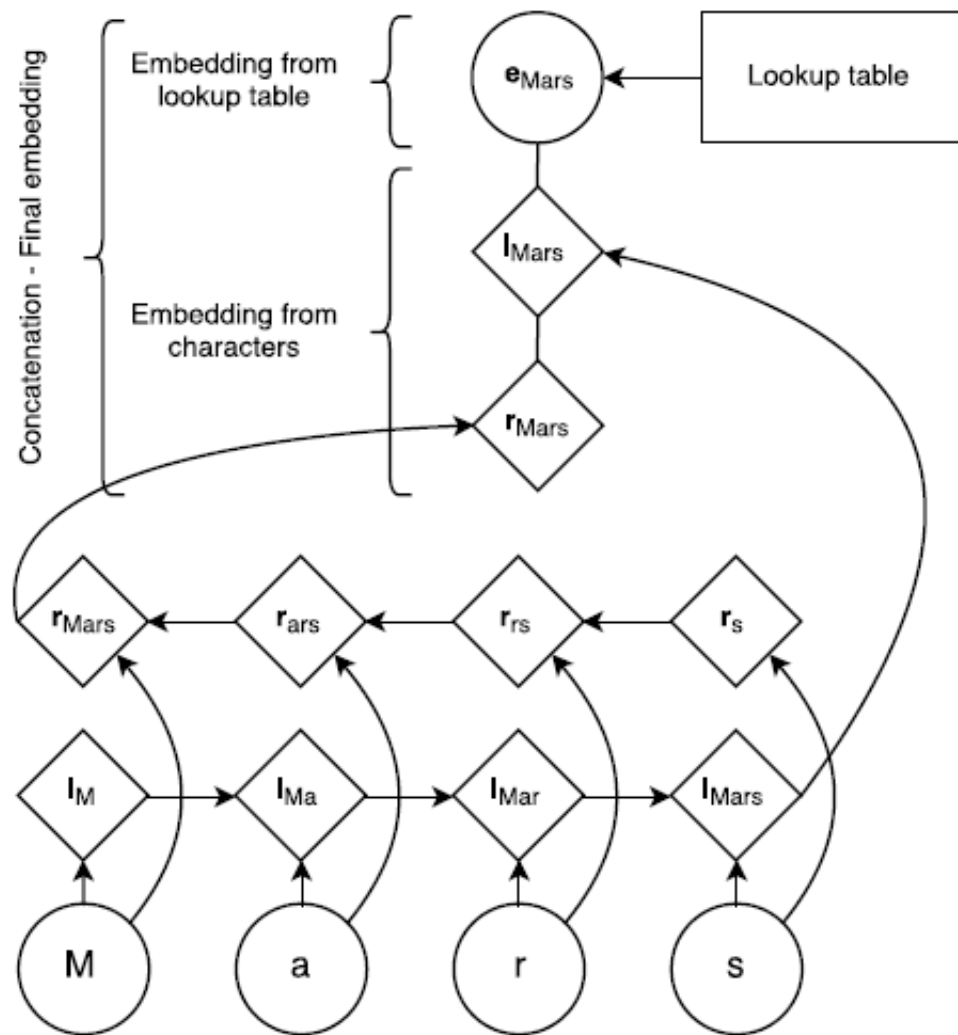 Concatenation - Final embedding
Embedding from
lookup table
eMars
Lookup table
lMars
Embedding from
characters
rMars
rMars
rars
rrs
rs
lM
lMa
lMar
lMars
M
a
r
s